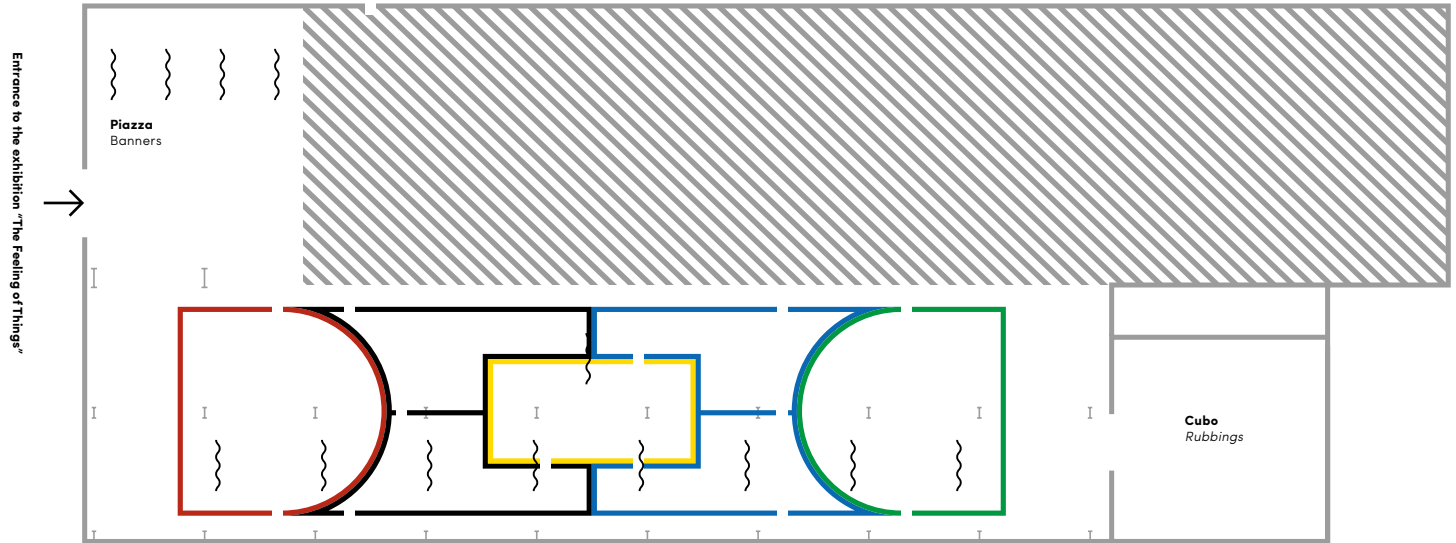 Entrance to the exhibition “The Feeling of Things”
Piazza
Banners
Cubo
Rubbings